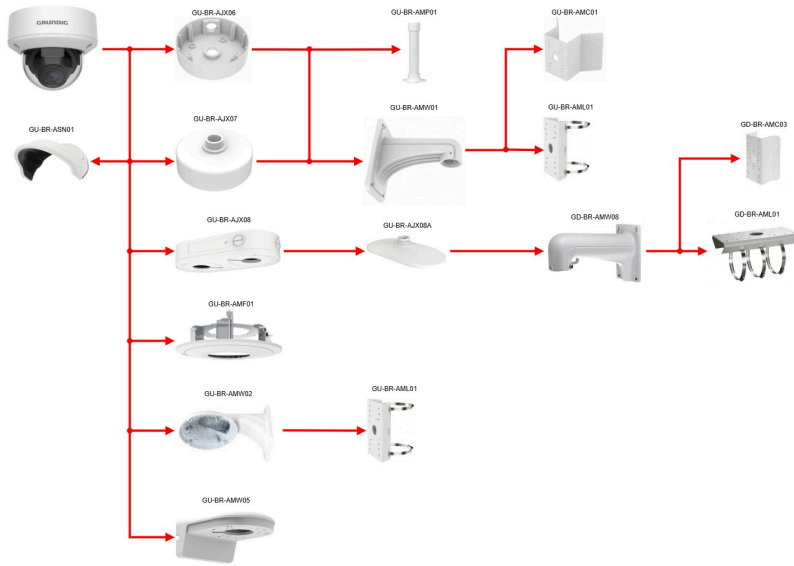 GU-BR-AJX06
GU-BR-AMP01
GU-BR-AMC01
GRUNDIG
GU-BR-ASN01
GU-BR-AJX07
GU-BR-AMW01
GU-BR-AML01
GD-BR-AMC03
GU-BR-AJX08
GU-BR-AJX08A
GD-BR-AMW08
GD-BR-AML01
GU-BR-AMF01
GU-BR-AMW02
GU-BR-AML01
GU-BR-AMW05